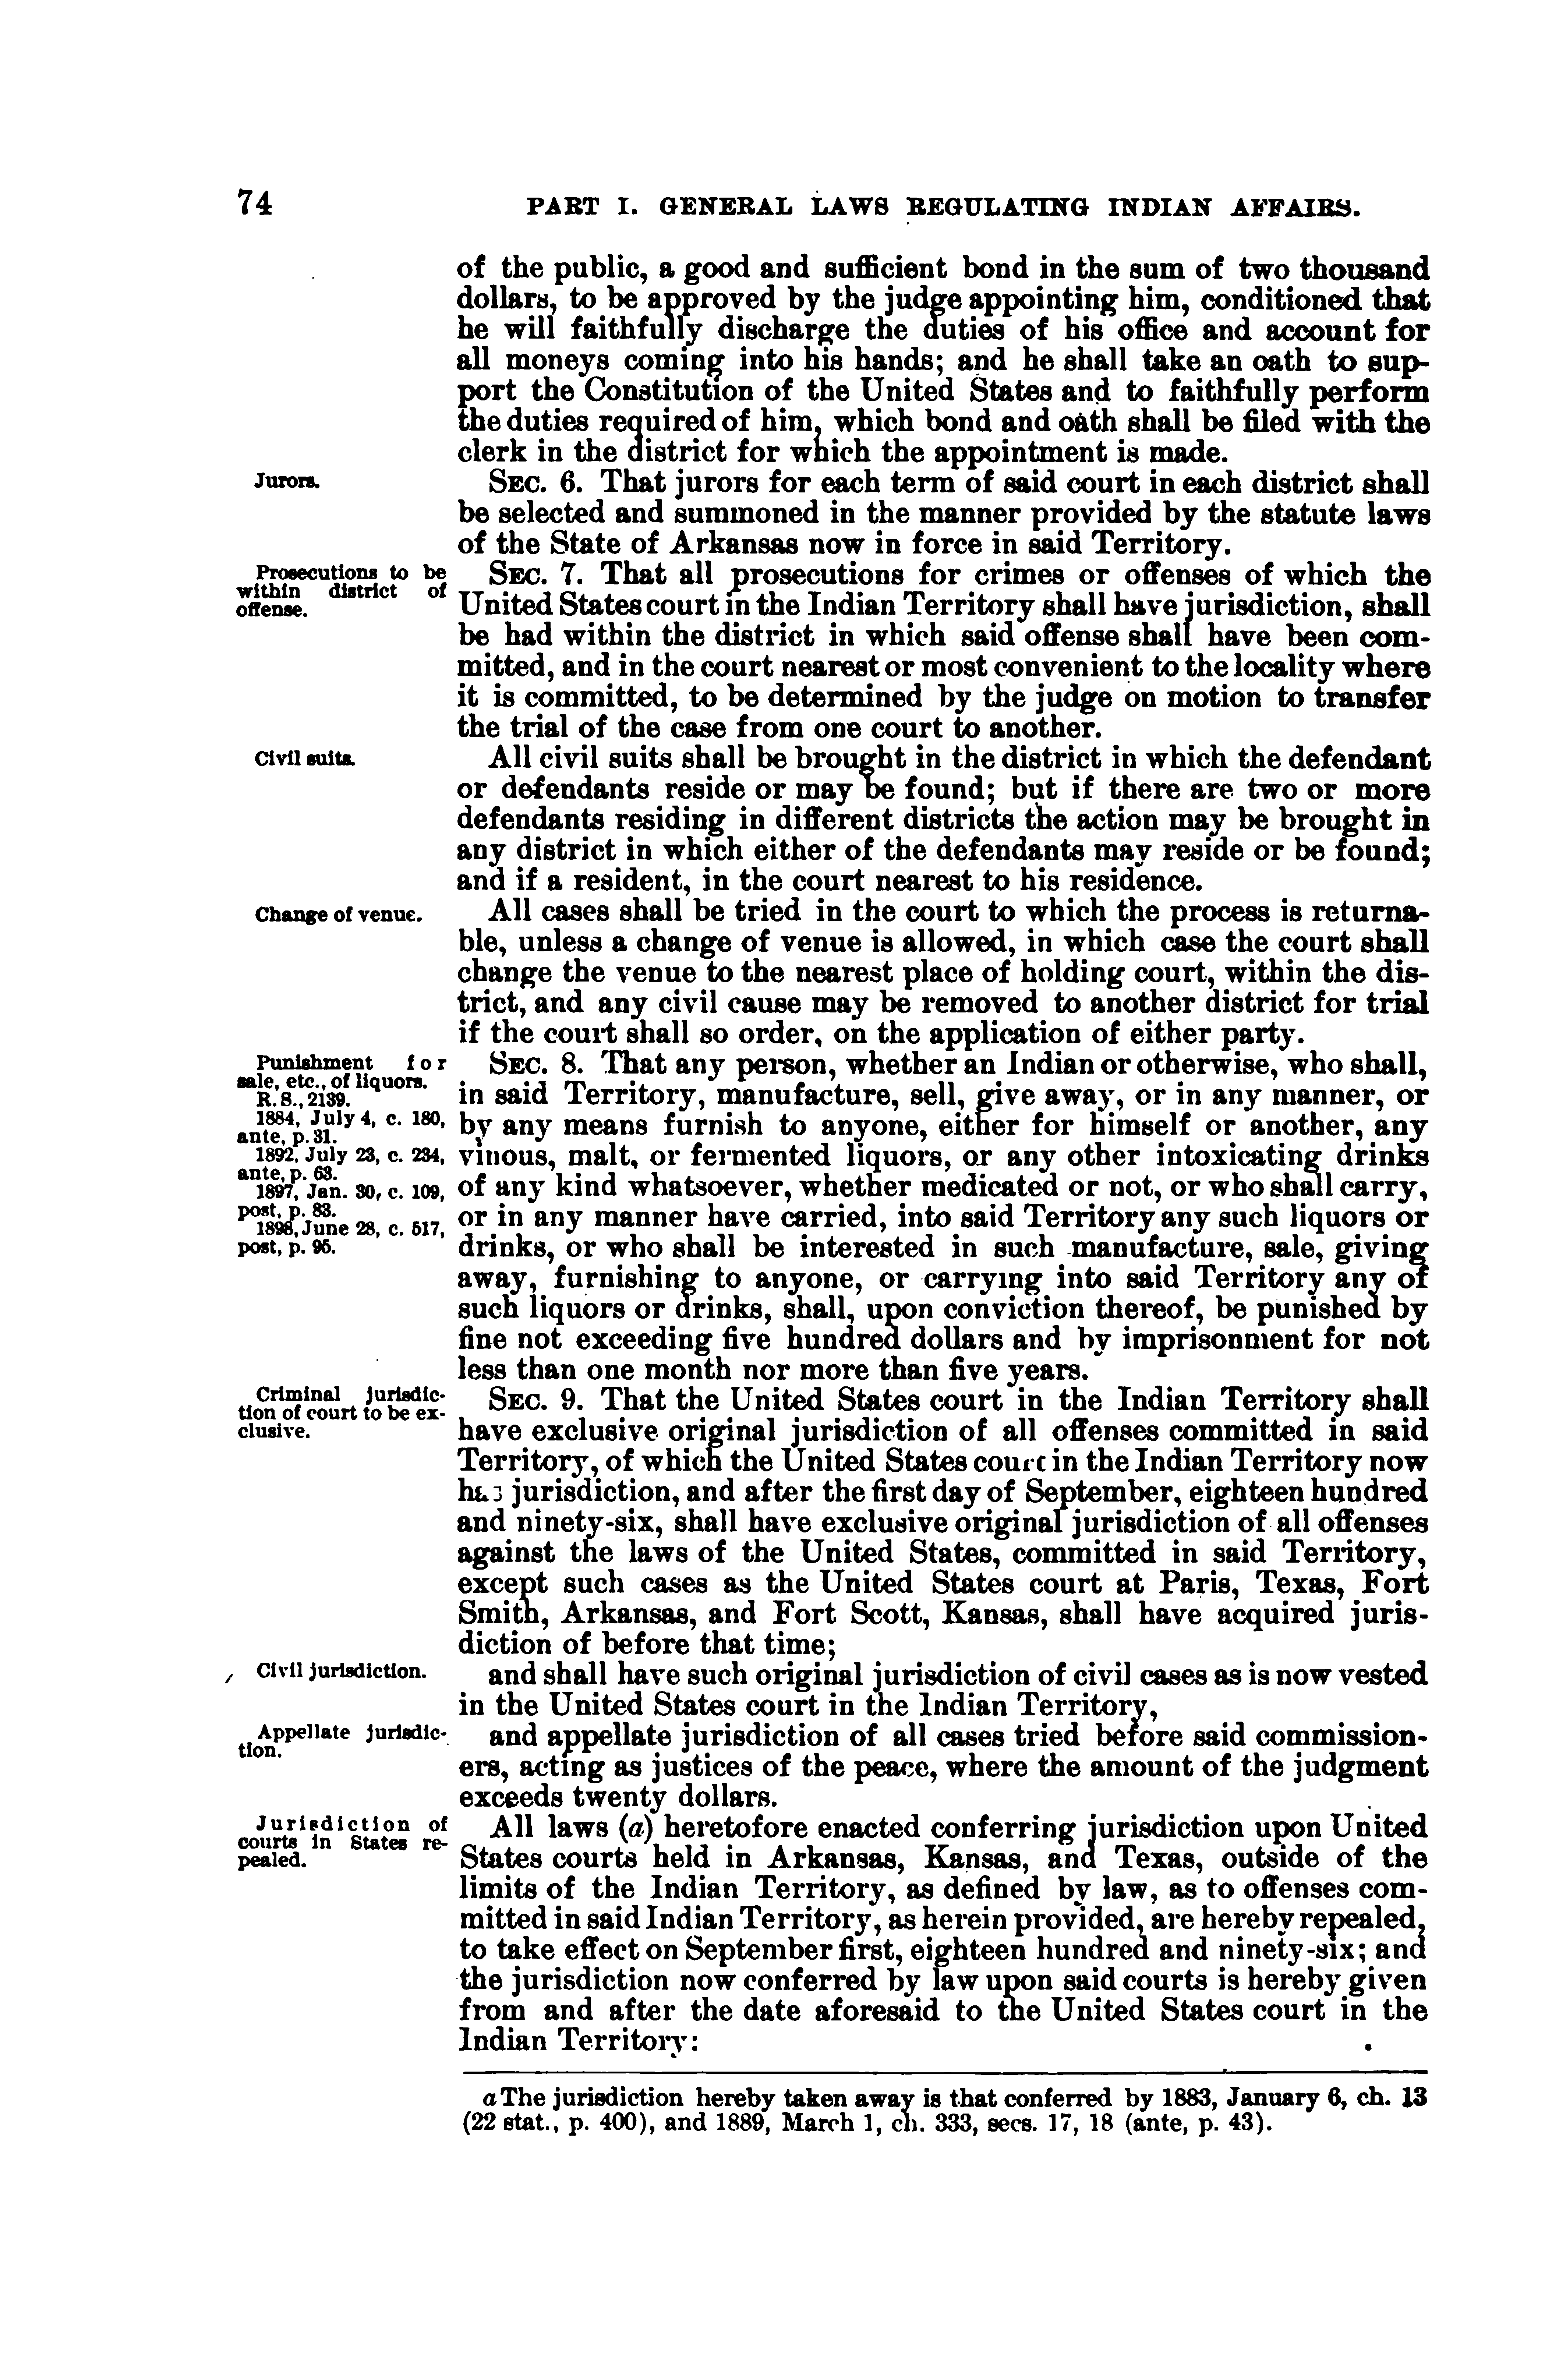 74
PART I. GENERAL LAWS REGULATING INDIAN AFFAIRS.
of the public, a good and sufficient bond in the sum of two thousand
dollars, to be approved by the judge appointing him, conditioned that
he will faithfully discharge the duties of his office and account for
all moneys coming into his hands; and he shall take an oath to sup-
port the Constitution of the United States and to faithfully perform
the duties required of him, which bond and oath shall be filed with the
clerk in the district for which the appointment is made.
Jurors.
SEC. 6. That jurors for each term of said court in each district shall
be selected and summoned in the manner provided by the statute laws
of the State of Arkansas now in force in said Territory.
Prosecutions to be
within district of
offense.
SEC. 7. That all prosecutions for crimes or offenses of which the
United States court in the Indian Territory shall have jurisdiction, shall
be had within the district in which said offense shall have been com-
mitted, and in the court nearest or most convenient to the locality where
it is committed, to be determined by the judge on motion to transfer
the trial of the case from one court to another.
Civil suits.
All civil suits shall be brought in the district in which the defendant
or defendants reside or may be found; but if there are two or more
defendants residing in different districts the action may be brought in
any district in which either of the defendants may reside or be found;
and if a resident, in the court nearest to his residence.
Change of venue.
All cases shall be tried in the court to which the process is returna-
ble, unless a change of venue is allowed, in which case the court shall
change the venue to the nearest place of holding court, within the dis-
trict, and any civil cause may be removed to another district for trial
if the court shall so order, on the application of either party.
Punishment for
sale, etc., of liquors.
R. S., 2139.
1884, July 4, c. 180,
ante, p. 31.
1892, July 23, c. 234,
ante, p. 63.
1897, Jan. 30, c. 109,
post, p. 83.
1898, June 28, c. 517,
post, p. 95.
SEC. 8. That any person, whether an Indian or otherwise, who shall,
in said Territory, manufacture, sell, give away, or in any manner, or
by any means furnish to anyone, either for himself or another, any
vinous, malt, or fermented liquors, or any other intoxicating drinks
of any kind whatsoever, whether medicated or not, or who shall carry,
or in any manner have carried, into said Territory any such liquors or
drinks, or who shall be interested in such manufacture, sale, giving
away, furnishing to anyone, or carrying into said Territory any of
such liquors or drinks, shall, upon conviction thereof, be punished by
fine not exceeding five hundred dollars and by imprisonment for not
less than one month nor more than five years.
Criminal jurisdic-
tion of court to be ex-
clusive.
SEC. 9. That the United States court in the Indian Territory shall
have exclusive original jurisdiction of all offenses committed in said
Territory, of which the United States court in the Indian Territory now
has jurisdiction, and after the first day of September, eighteen hundred
and ninety-six, shall have exclusive original jurisdiction of all offenses
against the laws of the United States, committed in said Territory,
except such cases as the United States court at Paris, Texas, Fort
Smith, Arkansas, and Fort Scott, Kansas, shall have acquired juris-
diction of before that time;
Civil jurisdiction.
and shall have such original jurisdiction of civil cases as is now vested
in the United States court in the Indian Territory,
Appellate jurisdic-
tion.
and appellate jurisdiction of all cases tried before said commission-
ers, acting as justices of the peace, where the amount of the judgment
exceeds twenty dollars.
Jurisdiction of
courts in States re-
pealed.
All laws (a) heretofore enacted conferring jurisdiction upon United
States courts held in Arkansas, Kansas, and Texas, outside of the
limits of the Indian Territory, as defined by law, as to offenses com-
mitted in said Indian Territory, as herein provided, are hereby repealed,
to take effect on September first, eighteen hundred and ninety-six; and
the jurisdiction now conferred by law upon said courts is hereby given
from and after the date aforesaid to the United States court in the
Indian Territory:
a The jurisdiction hereby taken away is that conferred by 1883, January 6, ch. 13
(22 stat., p. 400), and 1889, March 1, ch. 333, secs. 17, 18 (ante, p. 43).